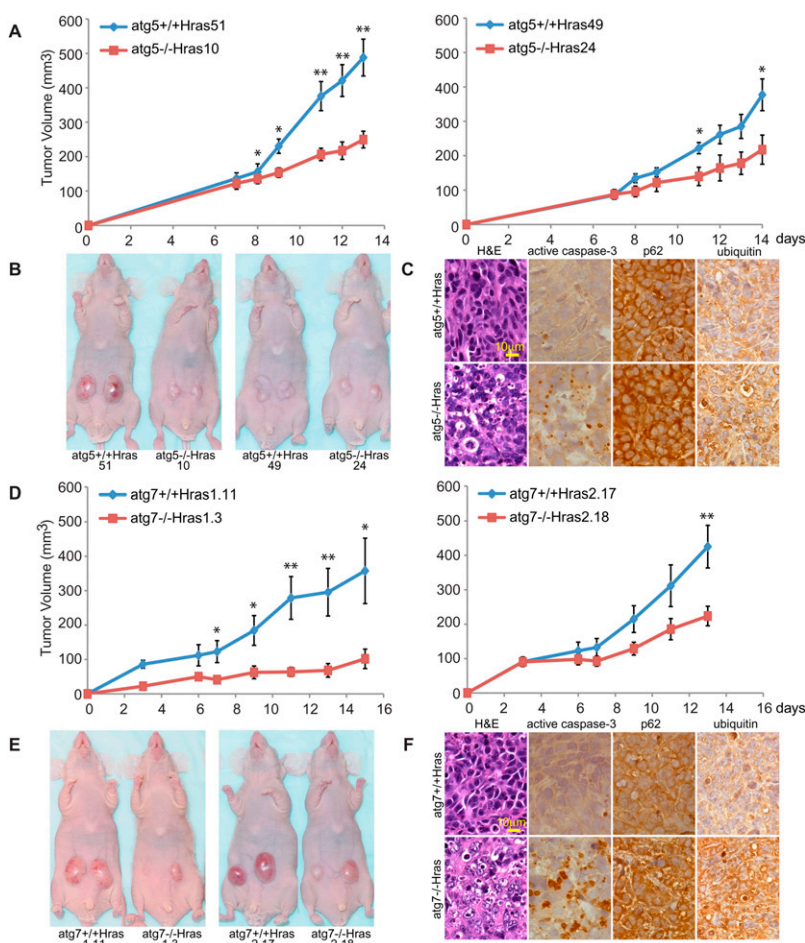 A
atg5+/+Hras51
atg5-/-Hras10
Tumor Volume (mm3)
600
500
400
300
200
100
0
0 2 4 6 8 10 12 14
* * ** ** **
atg5+/+Hras49
atg5-/-Hras24
600
500
400
300
200
100
0
0 2 4 6 8 10 12 14 days
* *
B
atg5+/+Hras
51
atg5-/-Hras
10
atg5+/+Hras
49
atg5-/-Hras
24
C
H&E active caspase-3 p62 ubiquitin
atg5+/+Hras
10µm
atg5-/-Hras
D
atg7+/+Hras1.11
atg7-/-Hras1.3
Tumor Volume (mm3)
600
500
400
300
200
100
0
0 2 4 6 8 10 12 14 16
* * ** ** *
atg7+/+Hras2.17
atg7-/-Hras2.18
600
500
400
300
200
100
0
0 2 4 6 8 10 12 14 16 days
**
E
atg7+/+Hras
1.11
atg7-/-Hras
1.3
atg7+/+Hras
2.17
atg7-/-Hras
2.18
F
H&E active caspase-3 p62 ubiquitin
atg7+/+Hras
10µm
atg7-/-Hras